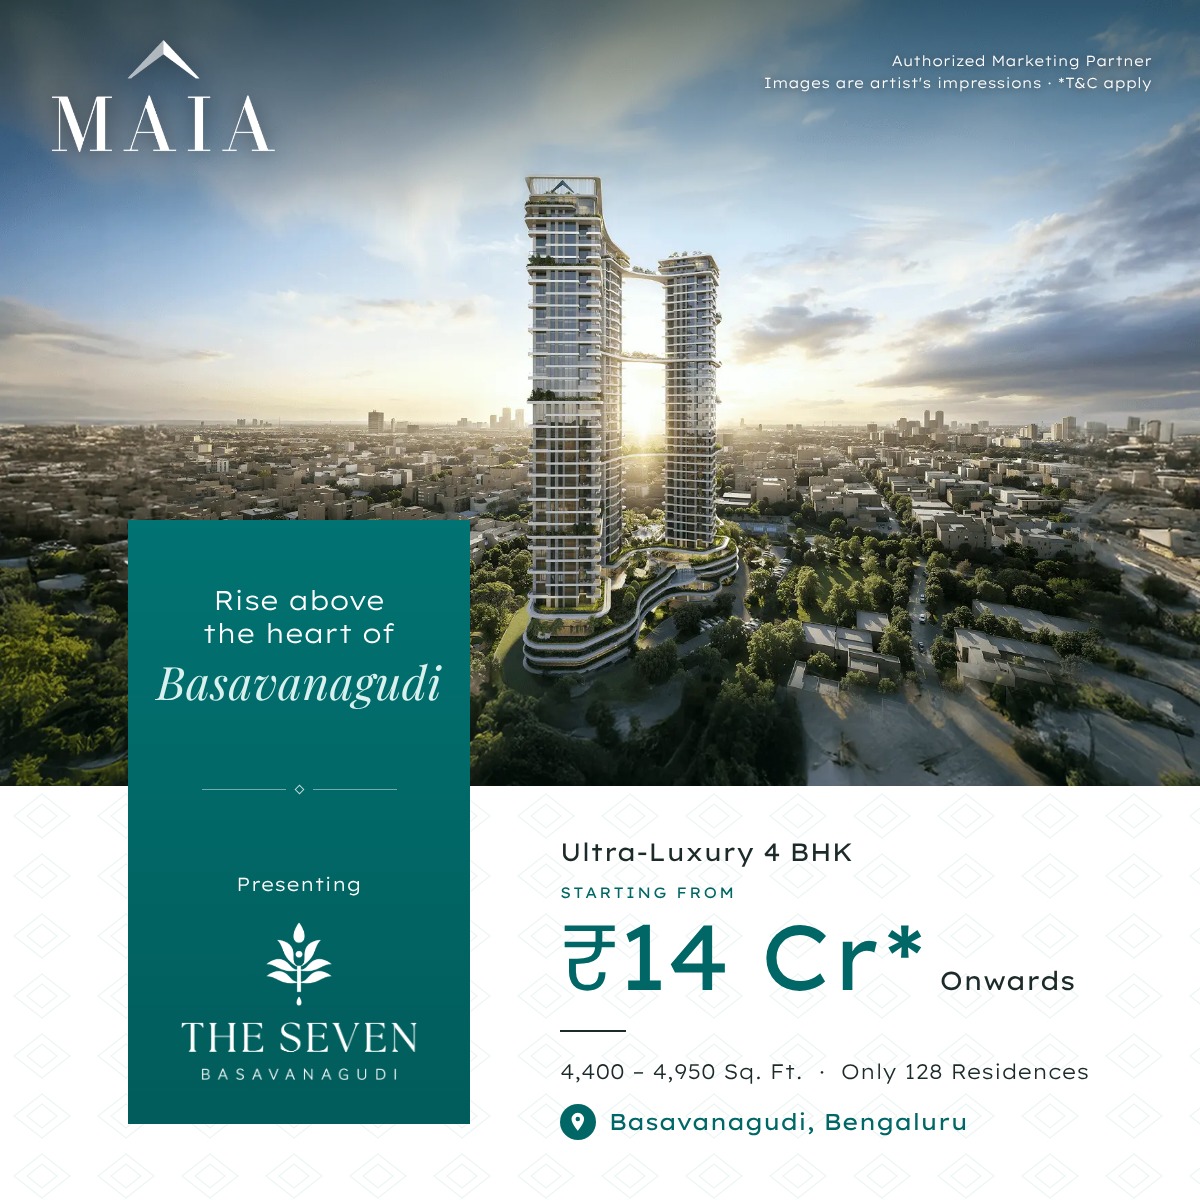 MAIA
Authorized Marketing Partner
Images are artist's impressions · *T&C apply
Rise above
the heart of
Basavanagudi
Presenting
THE SEVEN
BASAVANAGUDI
Ultra-Luxury 4 BHK
STARTING FROM
₹14 Cr* Onwards
4,400 – 4,950 Sq. Ft. · Only 128 Residences
Basavanagudi, Bengaluru